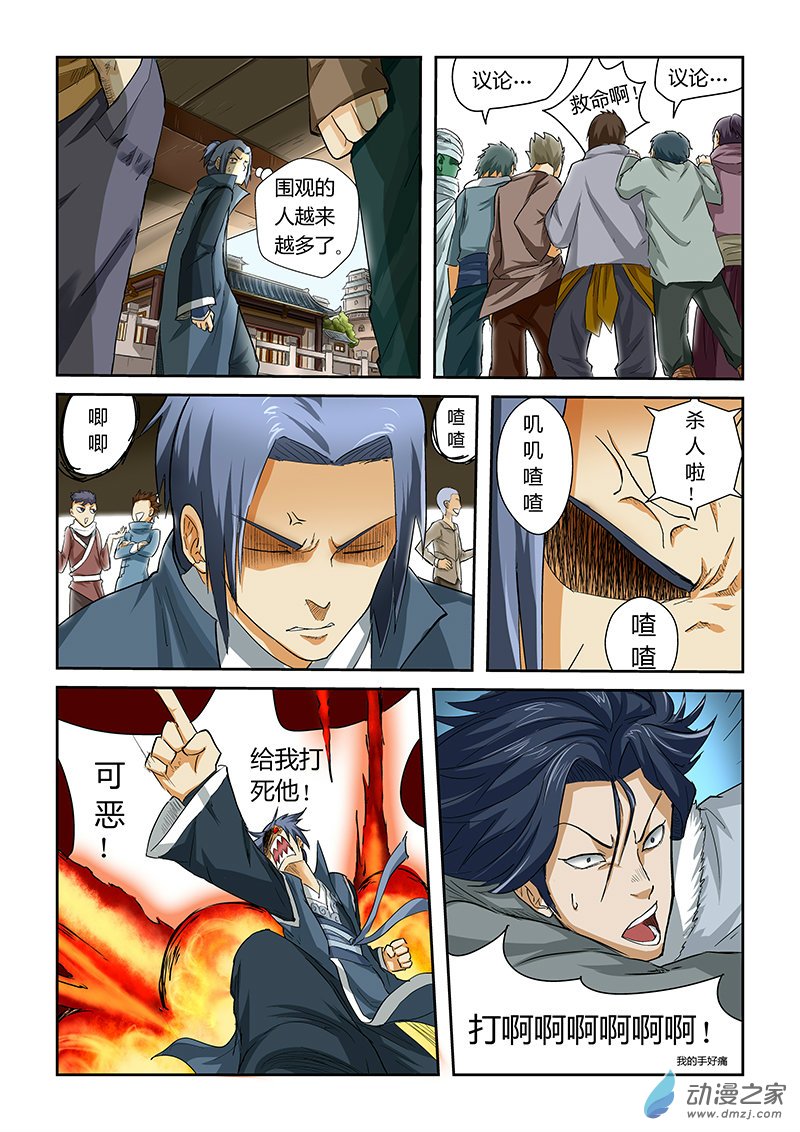 围观的
人越来
越多了。
议论…
救命啊！
议论…
唧
唧
喳
喳
叽
叽
喳
喳
杀
人
啦
！
喳
喳
可
恶
！
给我打
死他！
打啊啊啊啊啊啊！
我的手好痛
动漫之家
www.dmzj.com